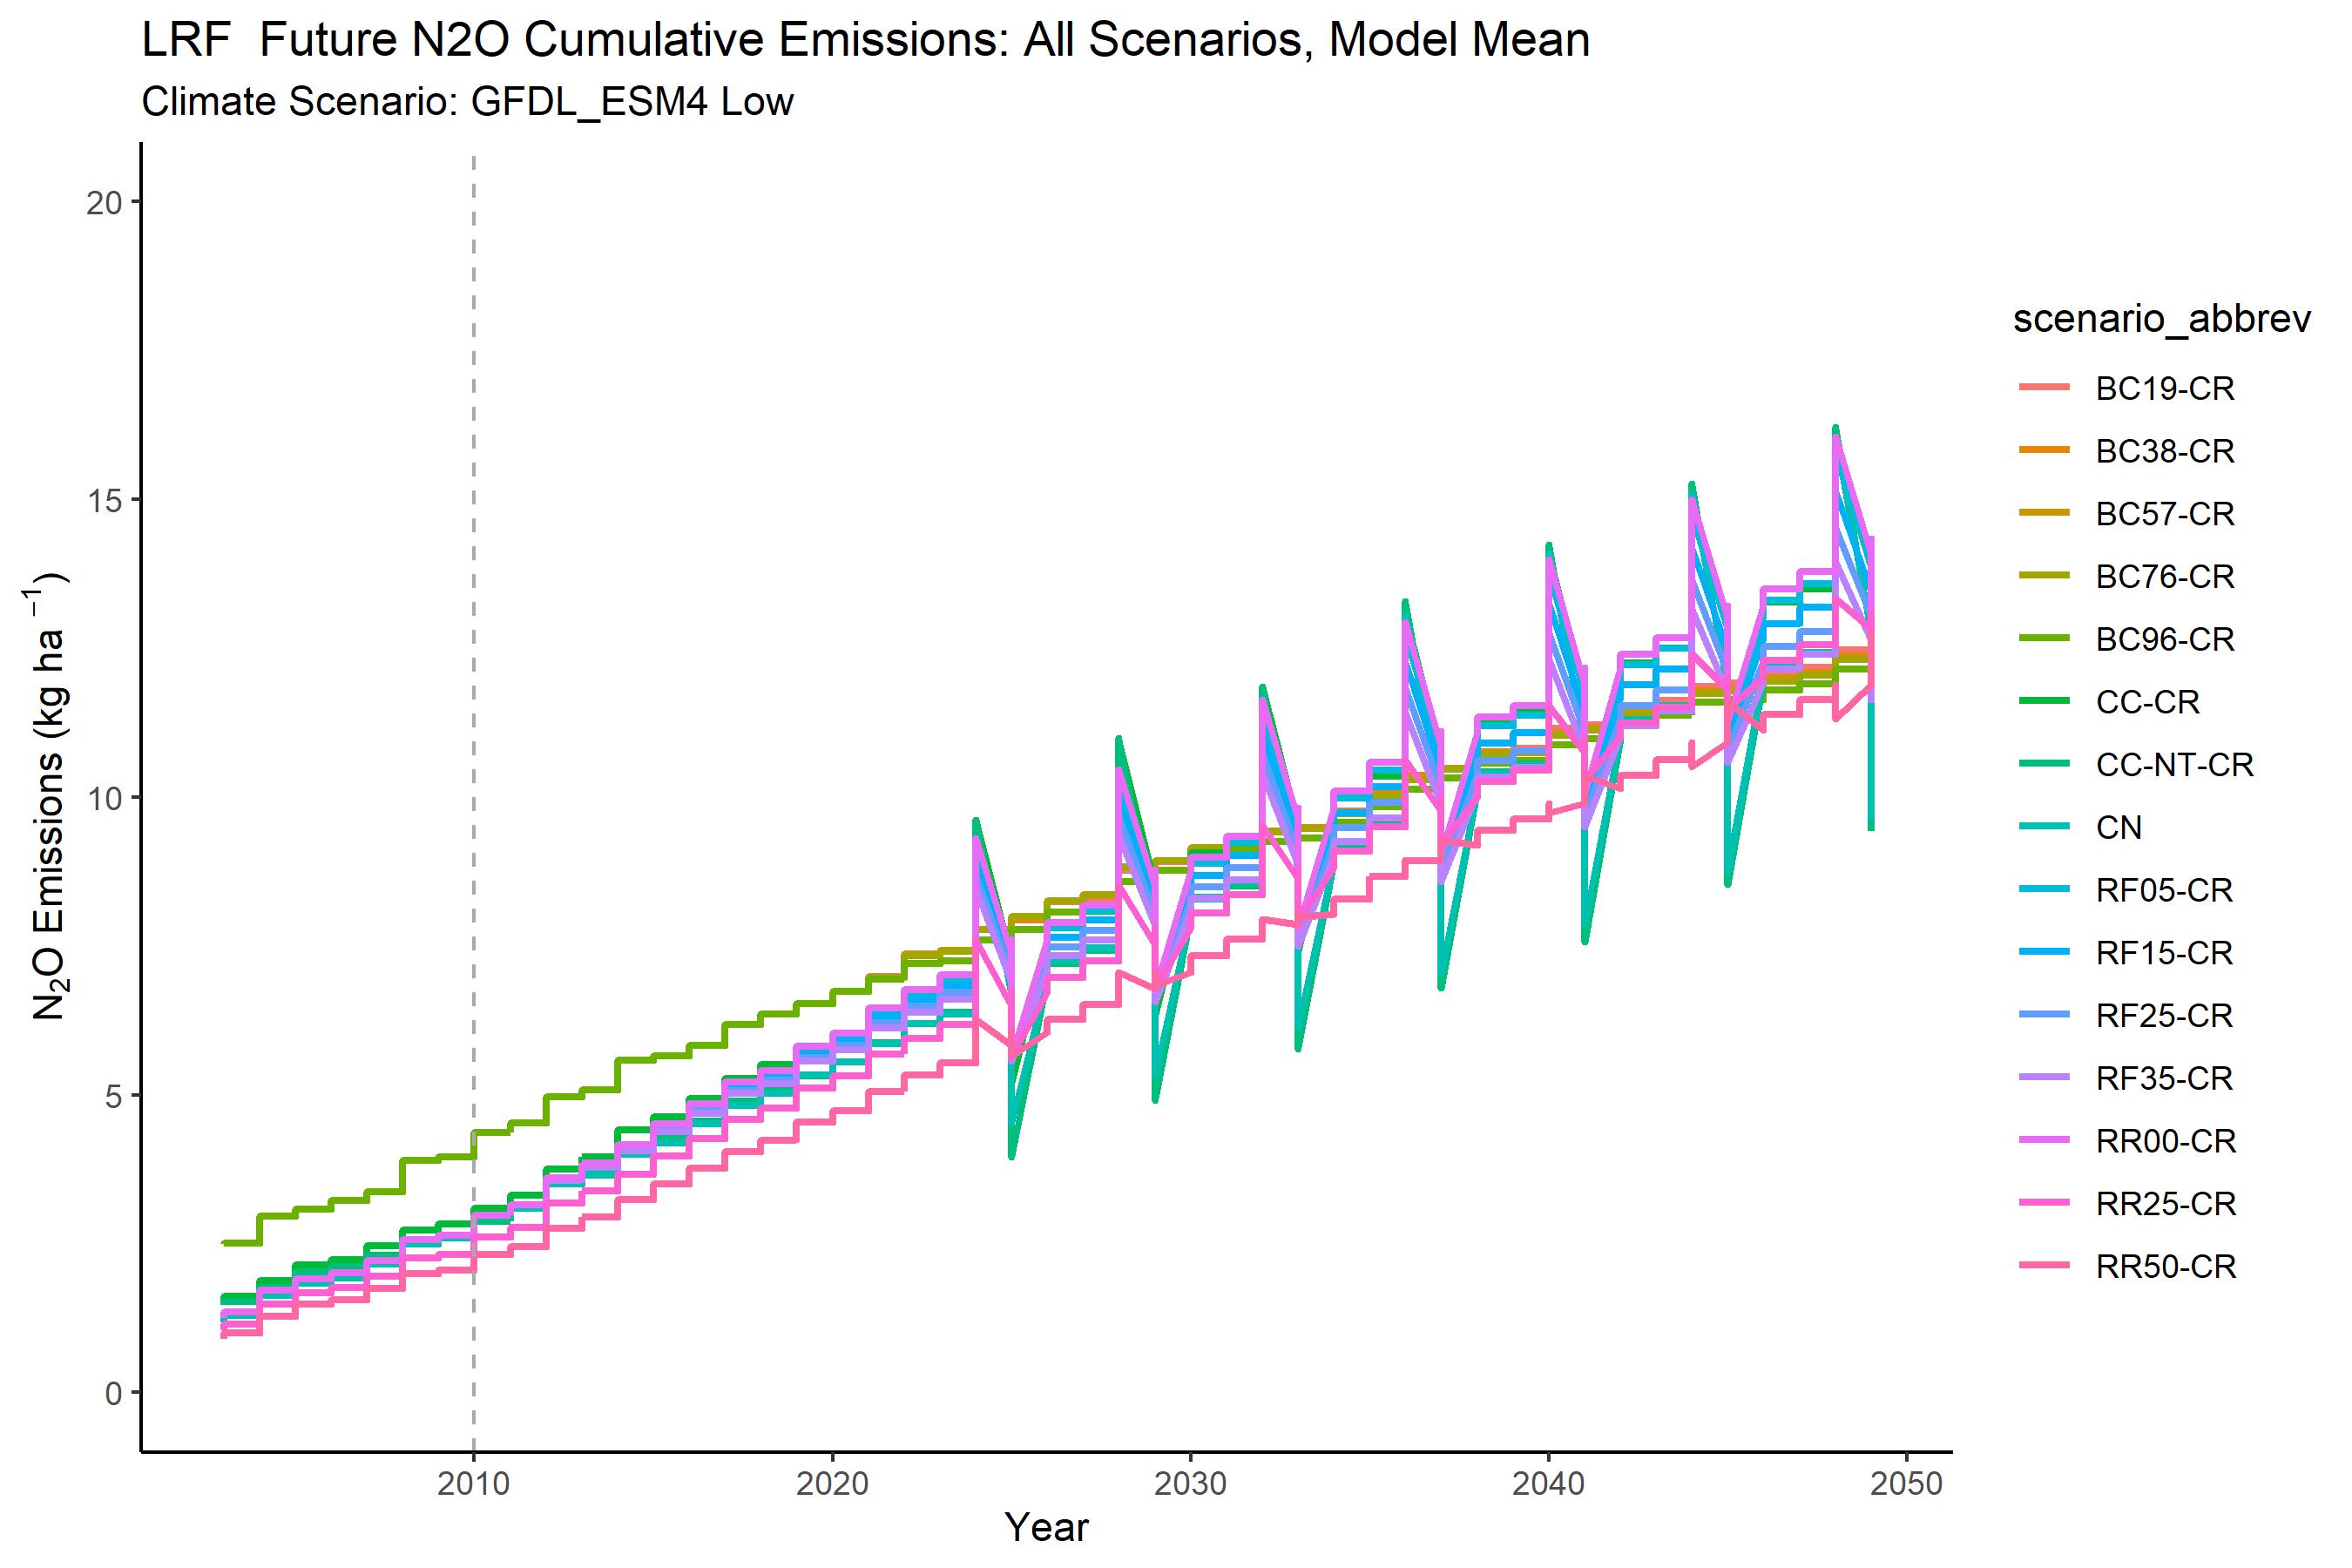 LRF  Future N2O Cumulative Emissions: All Scenarios, Model Mean
Climate Scenario: GFDL_ESM4 Low
N₂O Emissions (kg ha ⁻¹)
20
15
10
5
0
2010
2020
2030
2040
2050
Year
scenario_abbrev
BC19-CR
BC38-CR
BC57-CR
BC76-CR
BC96-CR
CC-CR
CC-NT-CR
CN
RF05-CR
RF15-CR
RF25-CR
RF35-CR
RR00-CR
RR25-CR
RR50-CR